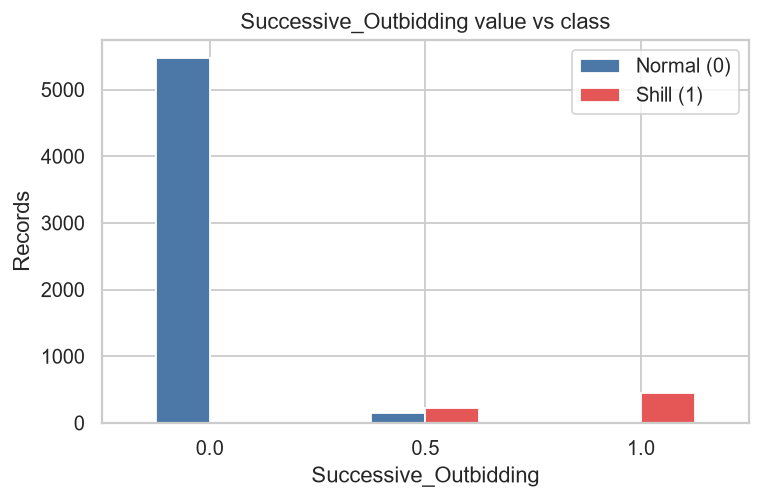 Successive_Outbidding value vs class
Normal (0)
Shill (1)
Records
5000
4000
3000
2000
1000
0
0.0 0.5 1.0
Successive_Outbidding